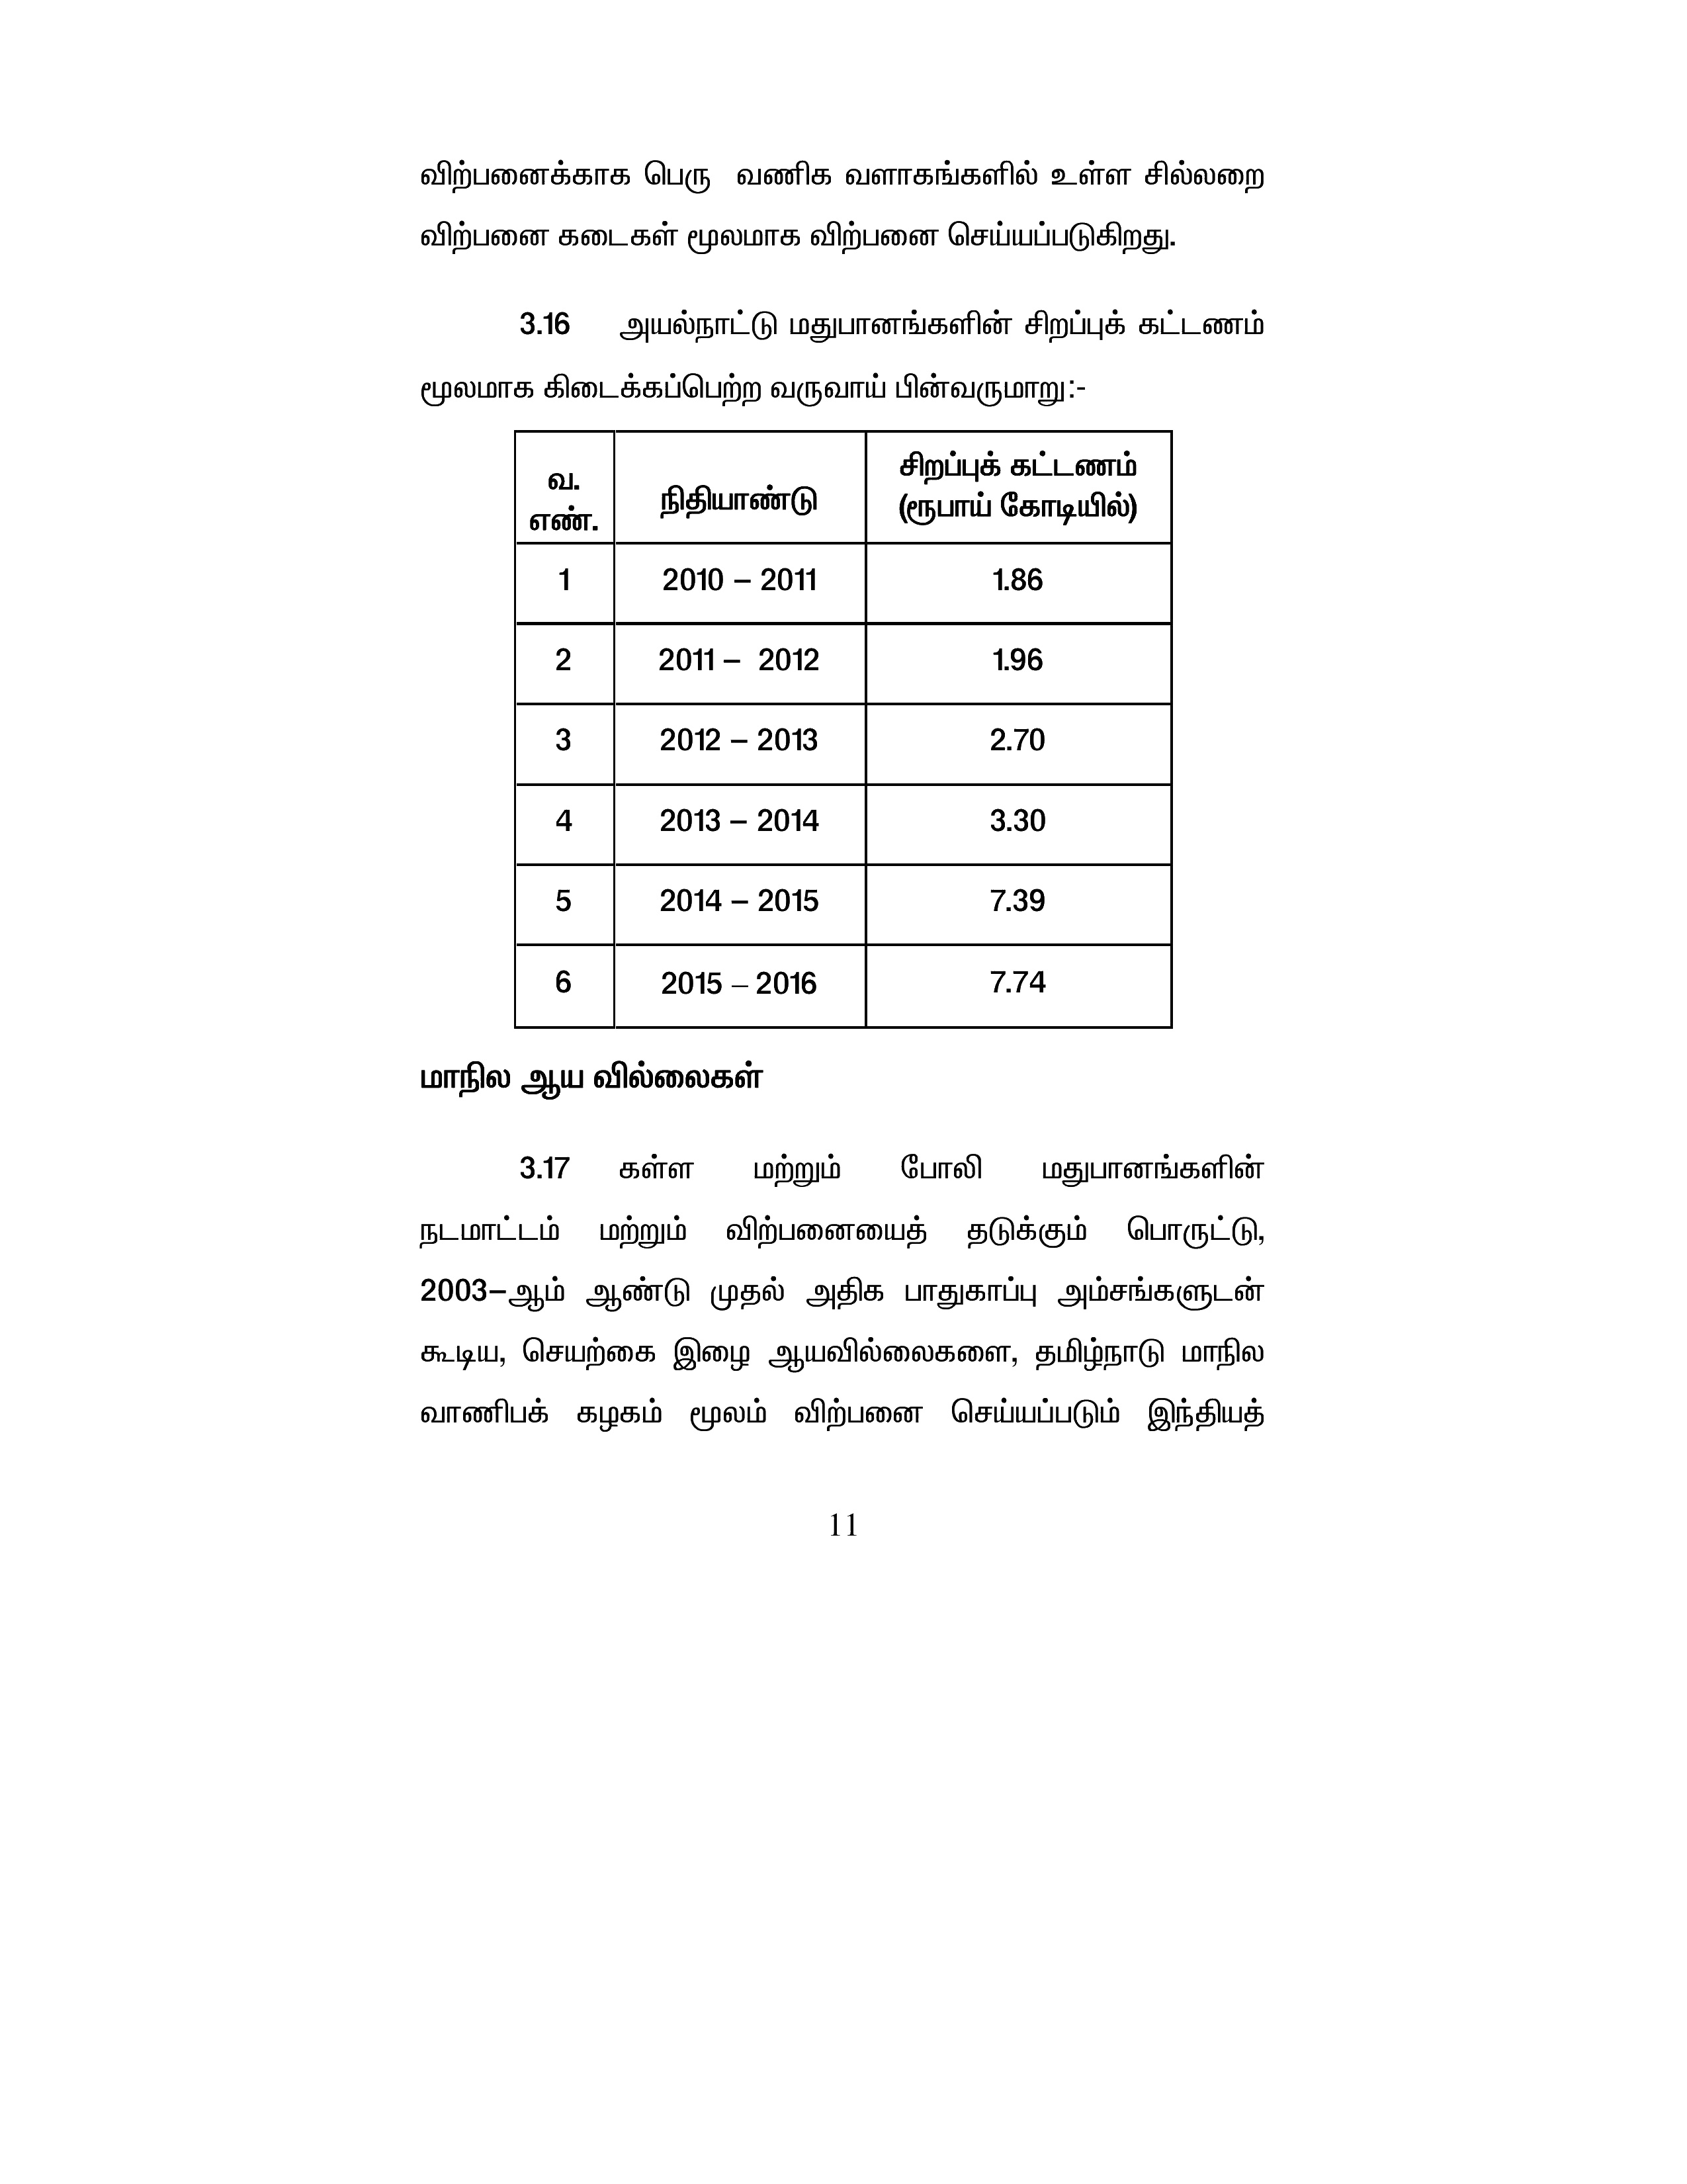 விற்பனைக்காக பெரு வணிக வளாகங்களில் உள்ள சில்லறை
விற்பனை கடைகள் மூலமாக விற்பனை செய்யப்படுகிறது.
3.16 அயல்நாட்டு மதுபானங்களின் சிறப்புக் கட்டணம்
மூலமாக கிடைக்கப்பெற்ற வருவாய் பின்வருமாறு:-
வ. எண். நிதியாண்டு சிறப்புக் கட்டணம் (ரூபாய் கோடியில்)
1 2010 – 2011 1.86
2 2011 – 2012 1.96
3 2012 – 2013 2.70
4 2013 – 2014 3.30
5 2014 – 2015 7.39
6 2015 – 2016 7.74
மாநில ஆய வில்லைகள்
3.17 கள்ள மற்றும் போலி மதுபானங்களின்
நடமாட்டம் மற்றும் விற்பனையைத் தடுக்கும் பொருட்டு,
2003–ஆம் ஆண்டு முதல் அதிக பாதுகாப்பு அம்சங்களுடன்
கூடிய, செயற்கை இழை ஆயவில்லைகளை, தமிழ்நாடு மாநில
வாணிபக் கழகம் மூலம் விற்பனை செய்யப்படும் இந்தியத்
11